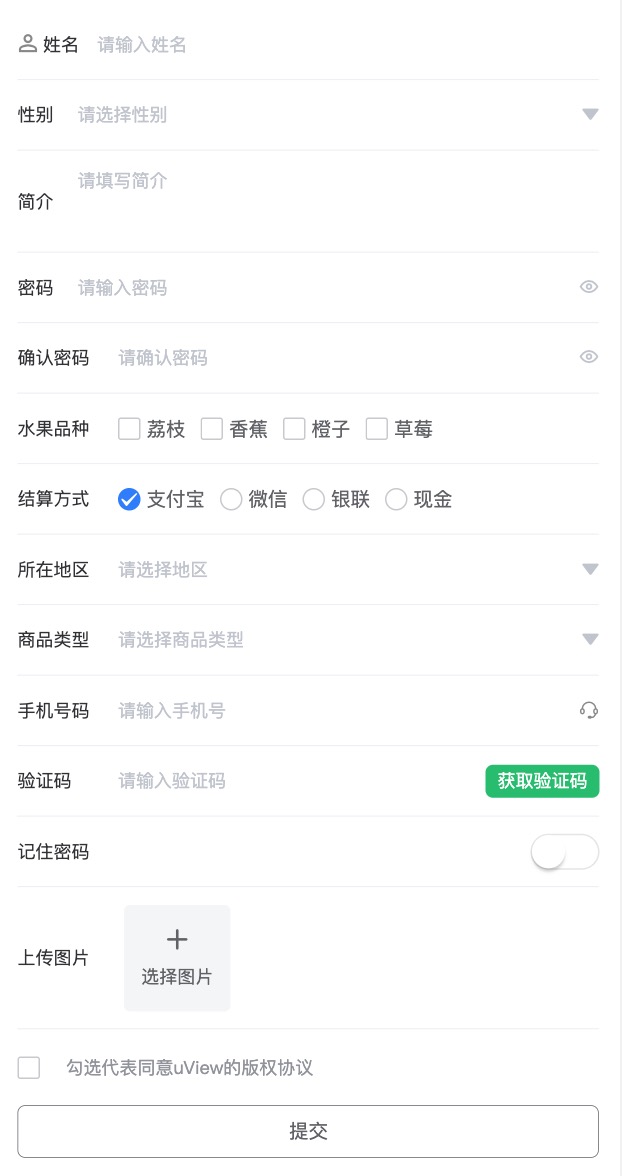 姓名 请输入姓名
性别 请选择性别
请填写简介
简介
密码 请输入密码
确认密码 请确认密码
水果品种 荔枝 香蕉 橙子 草莓
结算方式 支付宝 微信 银联 现金
所在地区 请选择地区
商品类型 请选择商品类型
手机号码 请输入手机号
验证码 请输入验证码 获取验证码
记住密码
上传图片
选择图片
勾选代表同意uView的版权协议
提交